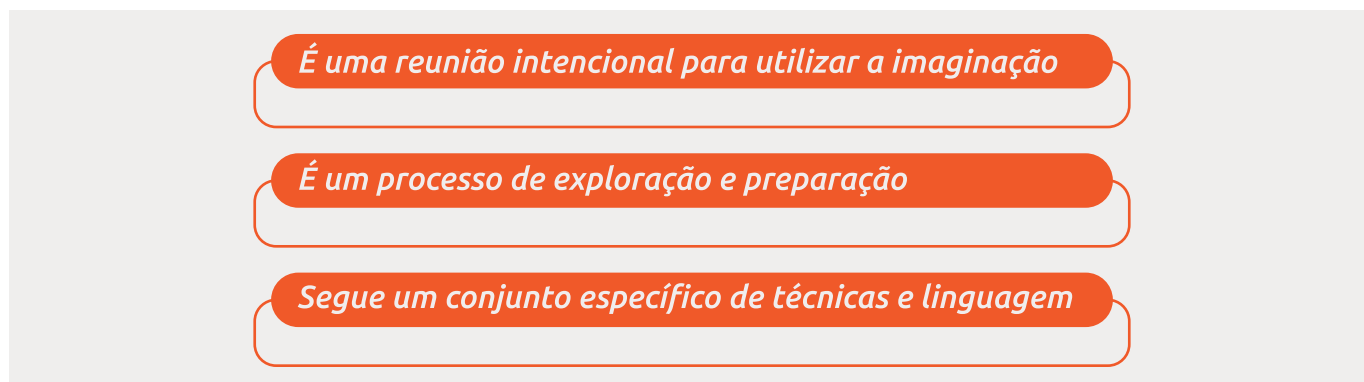 É uma reunião intencional para utilizar a imaginação
É um processo de exploração e preparação
Segue um conjunto específico de técnicas e linguagem